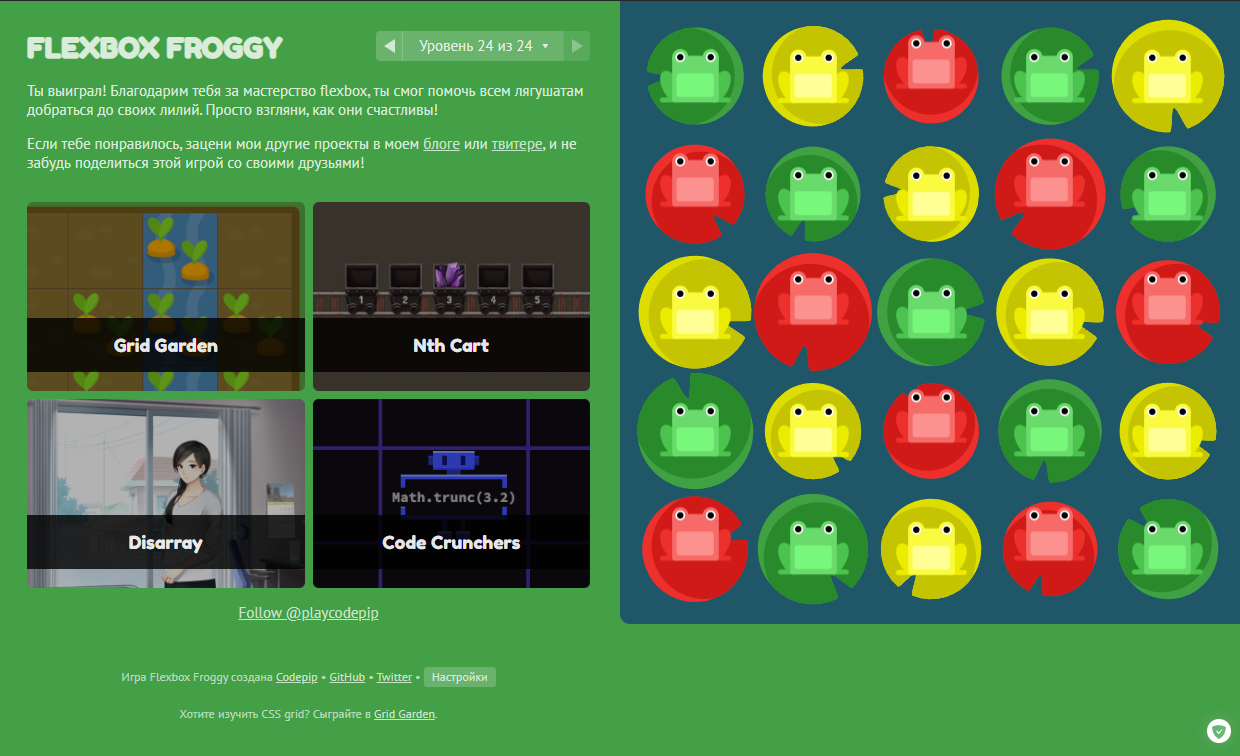 FLEXBOX FROGGY
Уровень 24 из 24
Ты выиграл! Благодарим тебя за мастерство flexbox, ты смог помочь всем лягушатам
добраться до своих лилий. Просто взгляни, как они счастливы!
Если тебе понравилось, зацени мои другие проекты в моем блоге или твитере, и не
забудь поделиться этой игрой со своими друзьями!
Grid Garden
1 2 3 4 5
Nth Cart
Disarray
Math.trunc(3.2)
Code Crunchers
Follow @playcodepip
Игра Flexbox Froggy создана Codepip • GitHub • Twitter • Настройки
Хотите изучить CSS grid? Сыграйте в Grid Garden.